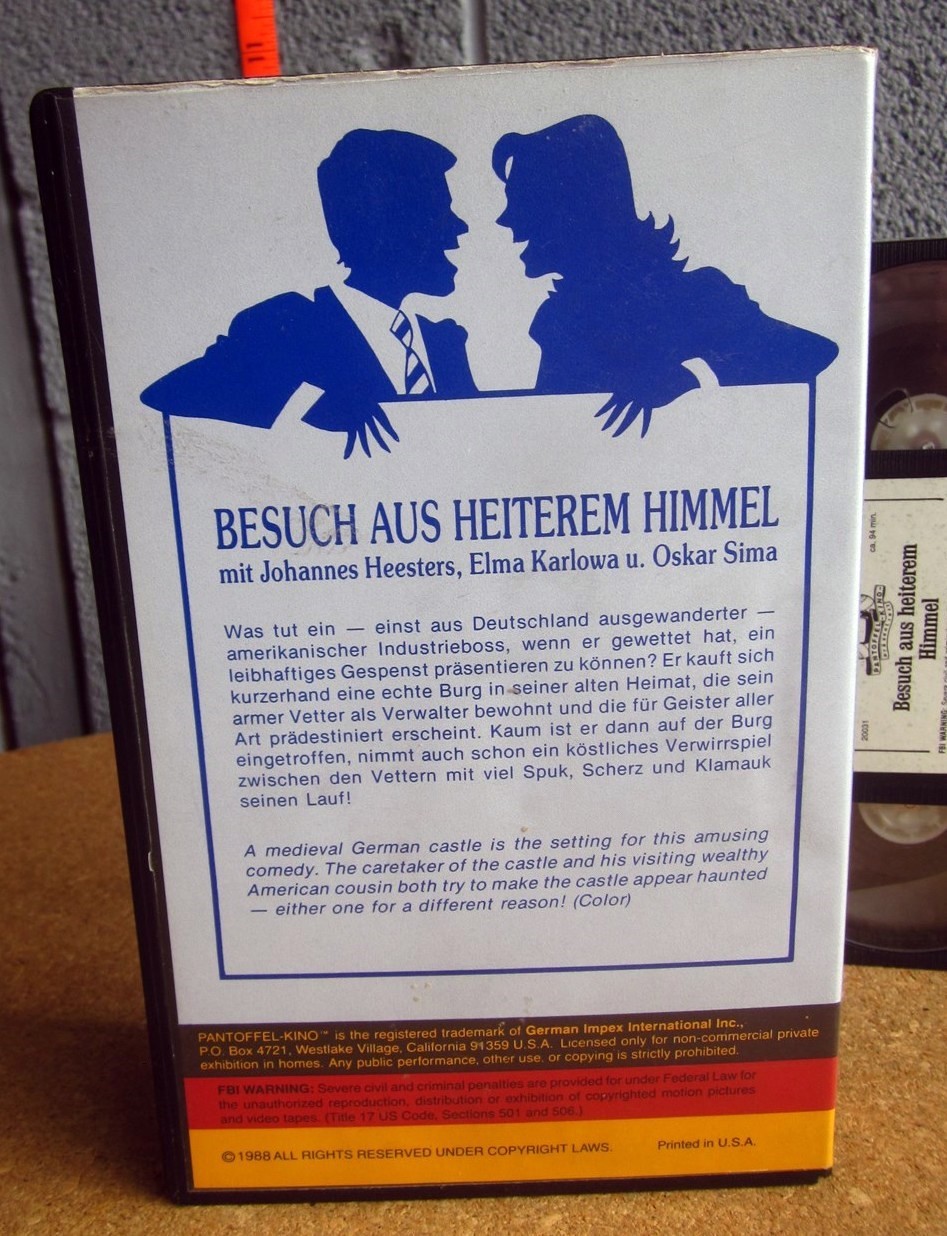 BESUCH AUS HEITEREM HIMMEL
mit Johannes Heesters, Elma Karlowa u. Oskar Sima
Was tut ein — einst aus Deutschland ausgewanderter —
amerikanischer Industrieboss, wenn er gewettet hat, ein
leibhaftiges Gespenst präsentieren zu können? Er kauft sich
kurzerhand eine echte Burg in seiner alten Heimat, die sein
armer Vetter als Verwalter bewohnt und die für Geister aller
Art prädestiniert erscheint. Kaum ist er dann auf der Burg
eingetroffen, nimmt auch schon ein köstliches Verwirrspiel
zwischen den Vettern mit viel Spuk, Scherz und Klamauk
seinen Lauf!
A medieval German castle is the setting for this amusing
comedy. The caretaker of the castle and his visiting wealthy
American cousin both try to make the castle appear haunted
— either one for a different reason! (Color)
PANTOFFEL-KINO™ is the registered trademark of German Impex International Inc.,
P.O. Box 4721, Westlake Village, California 91359 U.S.A. Licensed only for non-commercial private
exhibition in homes. Any public performance, other use, or copying is strictly prohibited.
FBI WARNING: Severe civil and criminal penalties are provided for under Federal Law for
the unauthorized reproduction, distribution or exhibition of copyrighted motion pictures
and video tapes. (Title 17 US Code, Sections 501 and 506.)
© 1988 ALL RIGHTS RESERVED UNDER COPYRIGHT LAWS.
Printed in U.S.A.
ca. 94 min.
PANTOFFEL-KINO
Besuch aus heiterem
Himmel
20031
FBI WARNING: